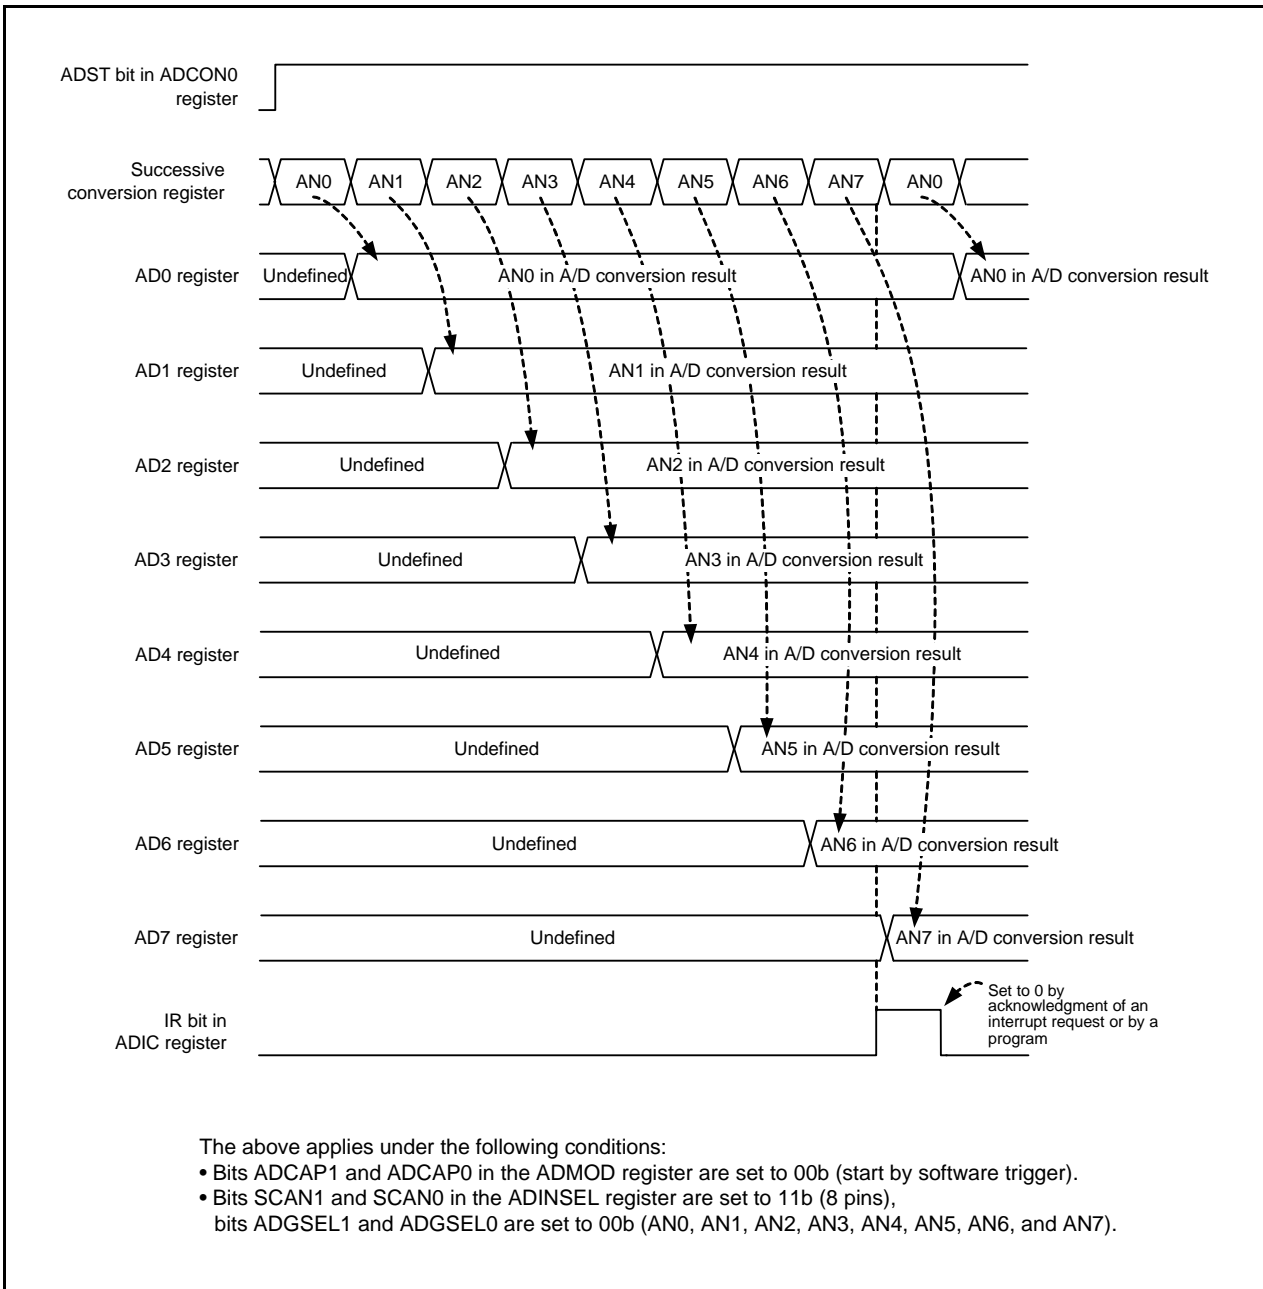 ADST bit in ADCON0
register
Successive
conversion register
AN0 AN1 AN2 AN3 AN4 AN5 AN6 AN7 AN0
AD0 register Undefined AN0 in A/D conversion result AN0 in A/D conversion result
AD1 register Undefined AN1 in A/D conversion result
AD2 register Undefined AN2 in A/D conversion result
AD3 register Undefined AN3 in A/D conversion result
AD4 register Undefined AN4 in A/D conversion result
AD5 register Undefined AN5 in A/D conversion result
AD6 register Undefined AN6 in A/D conversion result
AD7 register Undefined AN7 in A/D conversion result
IR bit in
ADIC register
Set to 0 by
acknowledgment of an
interrupt request or by a
program
The above applies under the following conditions:
• Bits ADCAP1 and ADCAP0 in the ADMOD register are set to 00b (start by software trigger).
• Bits SCAN1 and SCAN0 in the ADINSEL register are set to 11b (8 pins),
bits ADGSEL1 and ADGSEL0 are set to 00b (AN0, AN1, AN2, AN3, AN4, AN5, AN6, and AN7).